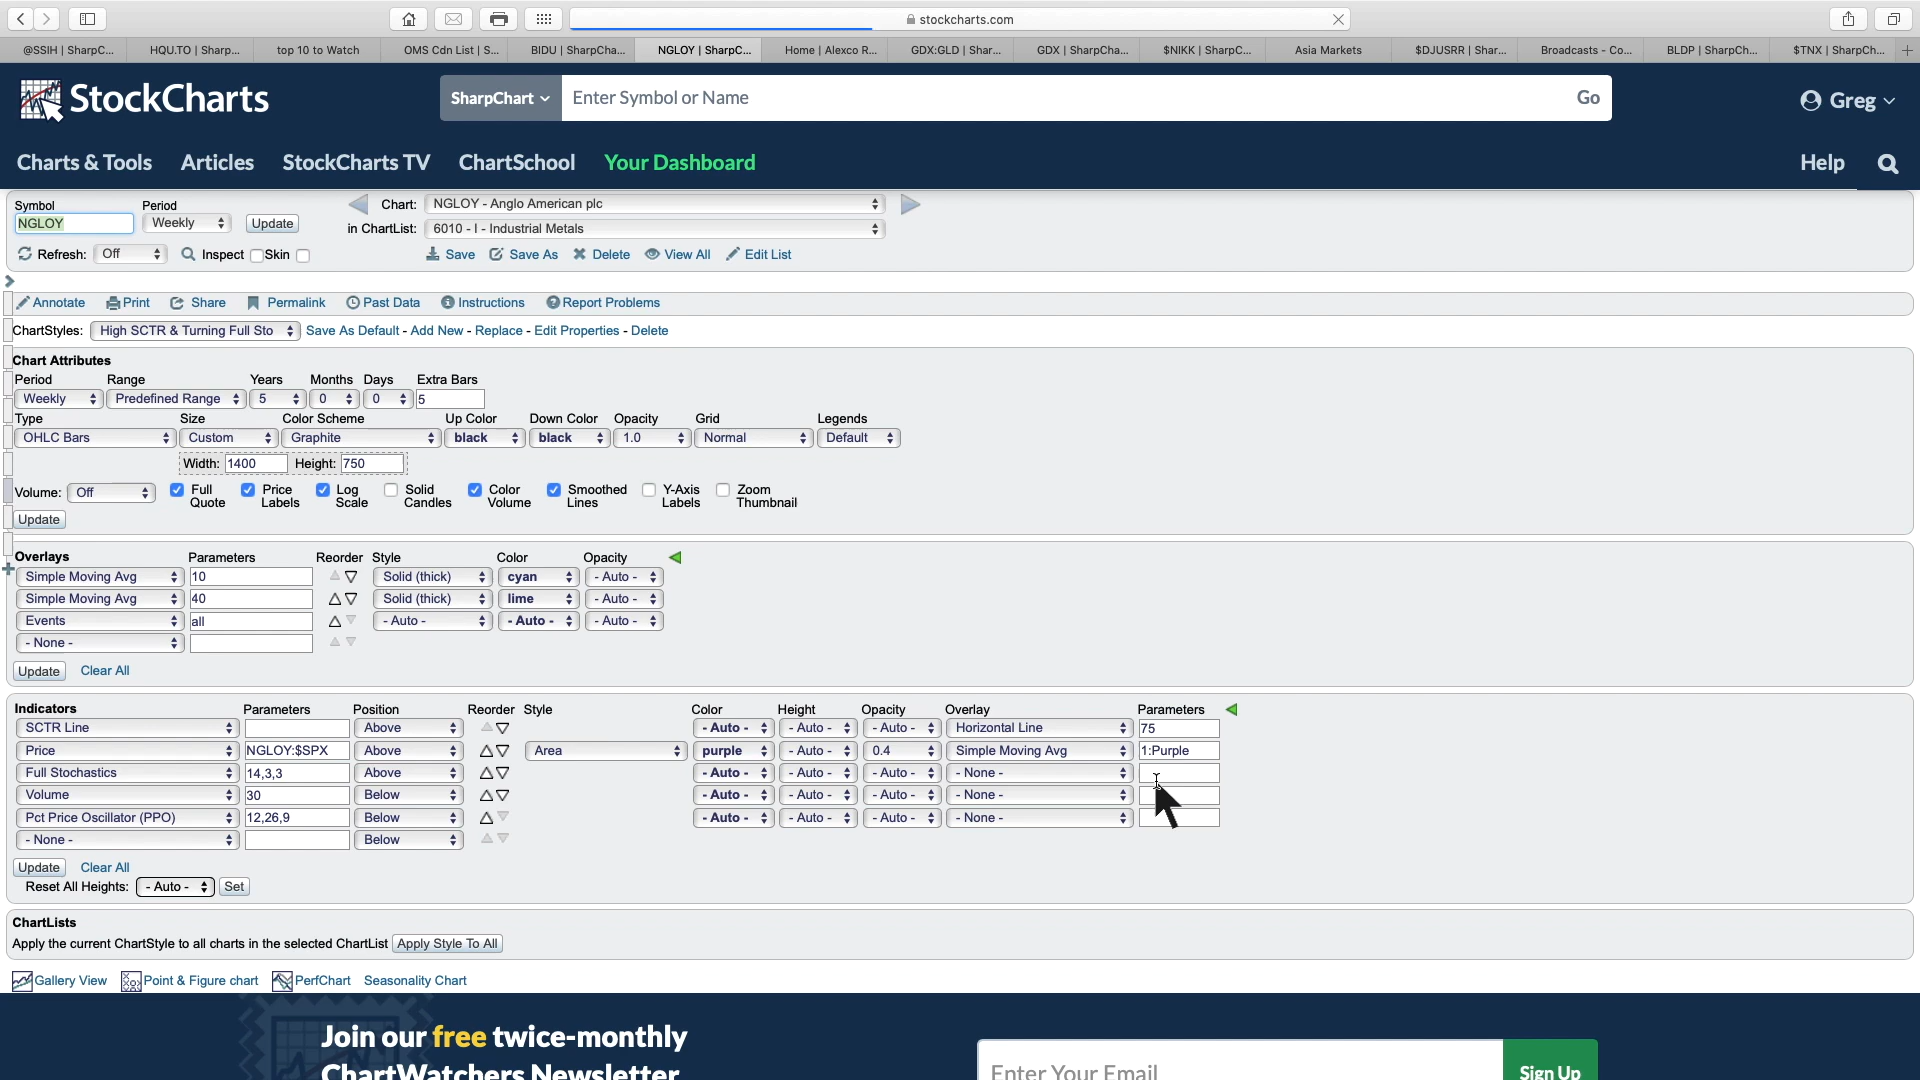 stockcharts.com
@SSIH | SharpC...
HQU.TO | Sharp...
top 10 to Watch
OMS Cdn List | S...
BIDU | SharpCha...
NGLOY | SharpC...
Home | Alexco R...
GDX:GLD | Shar...
GDX | SharpCha...
$NIKK | SharpC...
Asia Markets
$DJUSRR | Shar...
Broadcasts - Co...
BLDP | SharpCh...
$TNX | SharpCh...
StockCharts
SharpChart
Enter Symbol or Name
Go
Greg
Charts & Tools Articles StockCharts TV ChartSchool Your Dashboard
Help
Symbol Period
NGLOY Weekly Update
Chart: NGLOY - Anglo American plc
in ChartList: 6010 - I - Industrial Metals
Refresh: Off Inspect Skin
Save Save As Delete View All Edit List
Annotate Print Share Permalink Past Data Instructions Report Problems
ChartStyles: High SCTR & Turning Full Sto Save As Default - Add New - Replace - Edit Properties - Delete
Chart Attributes
Period Range Years Months Days Extra Bars
Weekly Predefined Range 5 0 0 5
Type Size Color Scheme Up Color Down Color Opacity Grid Legends
OHLC Bars Custom Graphite black black 1.0 Normal Default
Width: 1400 Height: 750
Volume: Off Full Quote Price Labels Log Scale Solid Candles Color Volume Smoothed Lines Y-Axis Labels Zoom Thumbnail
Update
Overlays Parameters Reorder Style Color Opacity
Simple Moving Avg 10 Solid (thick) cyan - Auto -
Simple Moving Avg 40 Solid (thick) lime - Auto -
Events all - Auto - - Auto - - Auto -
- None -
Update Clear All
Indicators Parameters Position Reorder Style Color Height Opacity Overlay Parameters
SCTR Line Above - Auto - - Auto - - Auto - Horizontal Line 75
Price NGLOY:$SPX Above Area purple - Auto - 0.4 Simple Moving Avg 1:Purple
Full Stochastics 14,3,3 Above - Auto - - Auto - - Auto - - None -
Volume 30 Below - Auto - - Auto - - Auto - - None -
Pct Price Oscillator (PPO) 12,26,9 Below - Auto - - Auto - - Auto - - None -
- None - Below
Update Clear All
Reset All Heights: - Auto - Set
ChartLists
Apply the current ChartStyle to all charts in the selected ChartList Apply Style To All
Gallery View Point & Figure chart PerfChart Seasonality Chart
Join our free twice-monthly
ChartWatchers Newsletter
Enter Your Email
Sign Up